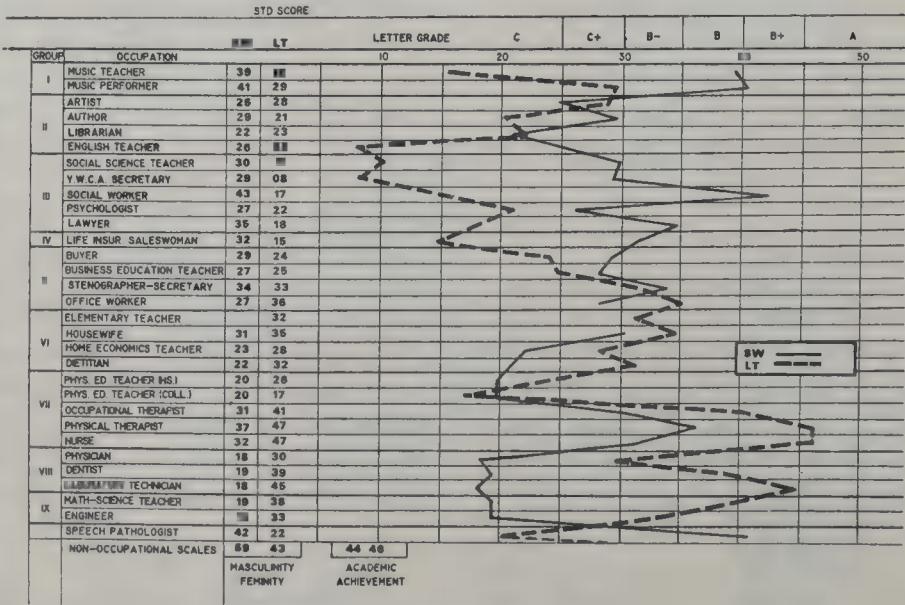 STD SCORE
LT LETTER GRADE C C+ B- B B+ A
GROUP OCCUPATION 10 20 30 50
I MUSIC TEACHER 39
MUSIC PERFORMER 41 29
ARTIST 26 28
II AUTHOR 29 21
LIBRARIAN 22 23
ENGLISH TEACHER 26
SOCIAL SCIENCE TEACHER 30
Y.W.C.A. SECRETARY 29 08
III SOCIAL WORKER 43 17
PSYCHOLOGIST 27 22
LAWYER 35 18
IV LIFE INSUR. SALESWOMAN 32 15
BUYER 29 24
BUSINESS EDUCATION TEACHER 27 25
STENOGRAPHER-SECRETARY 34 33
OFFICE WORKER 27 36
ELEMENTARY TEACHER 32
VI HOUSEWIFE 31 35
HOME ECONOMICS TEACHER 23 28
DIETITIAN 22 32
SW
LT
PHYS. ED. TEACHER (HS.) 20 26
PHYS. ED. TEACHER (COLL.) 20 17
VII OCCUPATIONAL THERAPIST 31 41
PHYSICAL THERAPIST 37 47
NURSE 32 47
PHYSICIAN 18 30
VIII DENTIST 19 39
TECHNICIAN 18 45
IX MATH-SCIENCE TEACHER 19 38
ENGINEER 33
SPEECH PATHOLOGIST 42 22
NON-OCCUPATIONAL SCALES 59 43 44 46
MASCULINITY ACADEMIC
FEMINITY ACHIEVEMENT